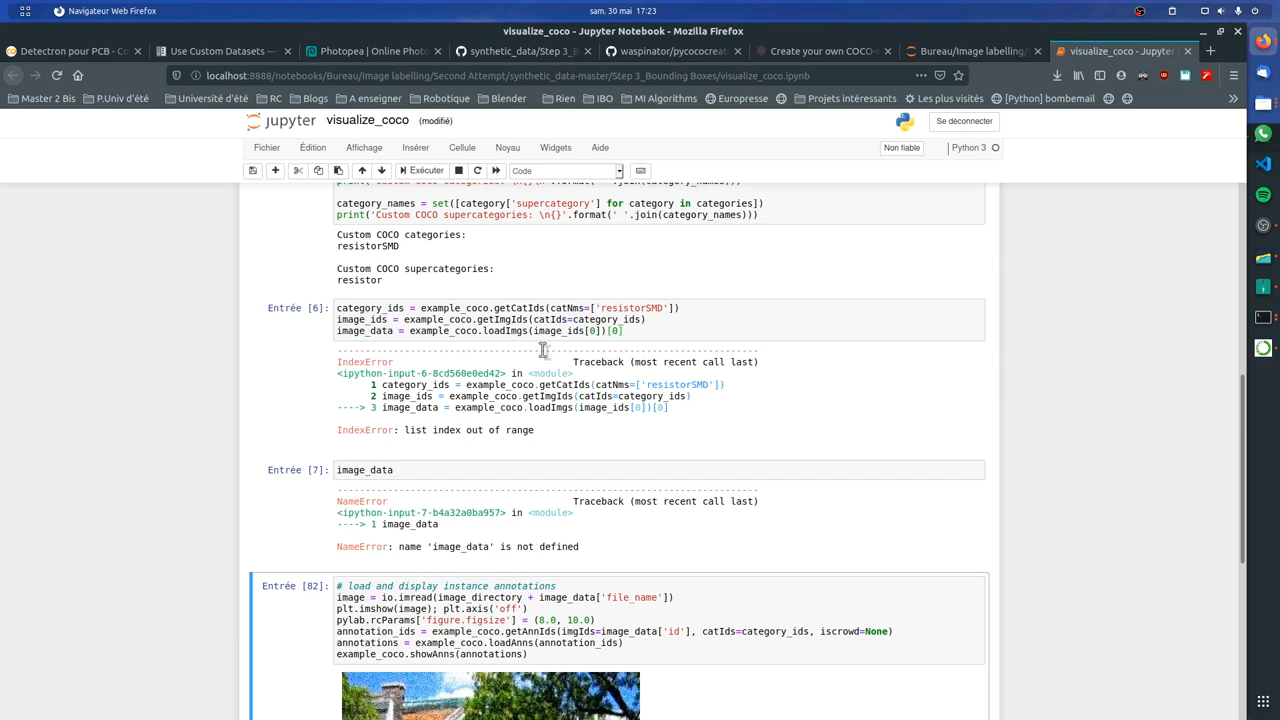 Navigateur Web Firefox
sam. 30 mai 17:23
visualize_coco - Jupyter Notebook - Mozilla Firefox
Detectron pour PCB - Co
Use Custom Datasets —
Photopea | Online Photo
synthetic_data/Step 3_B
waspinator/pycococreat
Create your own COCO-s
Bureau/Image labelling/
visualize_coco - Jupyter
localhost:8888/notebooks/Bureau/Image labelling/Second Attempt/synthetic_data-master/Step 3_Bounding Boxes/visualize_coco.ipynb
Master 2 Bis
P.Univ d'été
Université d'été
RC
Blogs
A enseigner
Robotique
Blender
Rien
IBO
MI Algorithms
Europresse
Projets intéressants
Les plus visités
[Python] bombemail
jupyter
visualize_coco
(modifié)
Se déconnecter
Fichier
Édition
Affichage
Insérer
Cellule
Noyau
Widgets
Aide
Non fiable
Python 3
Exécuter
Code
category_names = set([category['supercategory'] for category in categories])
print('Custom COCO supercategories: \n{}'.format(' '.join(category_names)))
Custom COCO categories:
resistorSMD
Custom COCO supercategories:
resistor
Entrée [6]:
category_ids = example_coco.getCatIds(catNms=['resistorSMD'])
image_ids = example_coco.getImgIds(catIds=category_ids)
image_data = example_coco.loadImgs(image_ids[0])[0]
---------------------------------------------------------------------------
IndexError                                Traceback (most recent call last)
<ipython-input-6-8cd560e0ed42> in <module>
1 category_ids = example_coco.getCatIds(catNms=['resistorSMD'])
2 image_ids = example_coco.getImgIds(catIds=category_ids)
----> 3 image_data = example_coco.loadImgs(image_ids[0])[0]
IndexError: list index out of range
Entrée [7]:
image_data
---------------------------------------------------------------------------
NameError                                 Traceback (most recent call last)
<ipython-input-7-b4a32a0ba957> in <module>
----> 1 image_data
NameError: name 'image_data' is not defined
Entrée [82]:
# load and display instance annotations
image = io.imread(image_directory + image_data['file_name'])
plt.imshow(image); plt.axis('off')
pylab.rcParams['figure.figsize'] = (8.0, 10.0)
annotation_ids = example_coco.getAnnIds(imgIds=image_data['id'], catIds=category_ids, iscrowd=None)
annotations = example_coco.loadAnns(annotation_ids)
example_coco.showAnns(annotations)